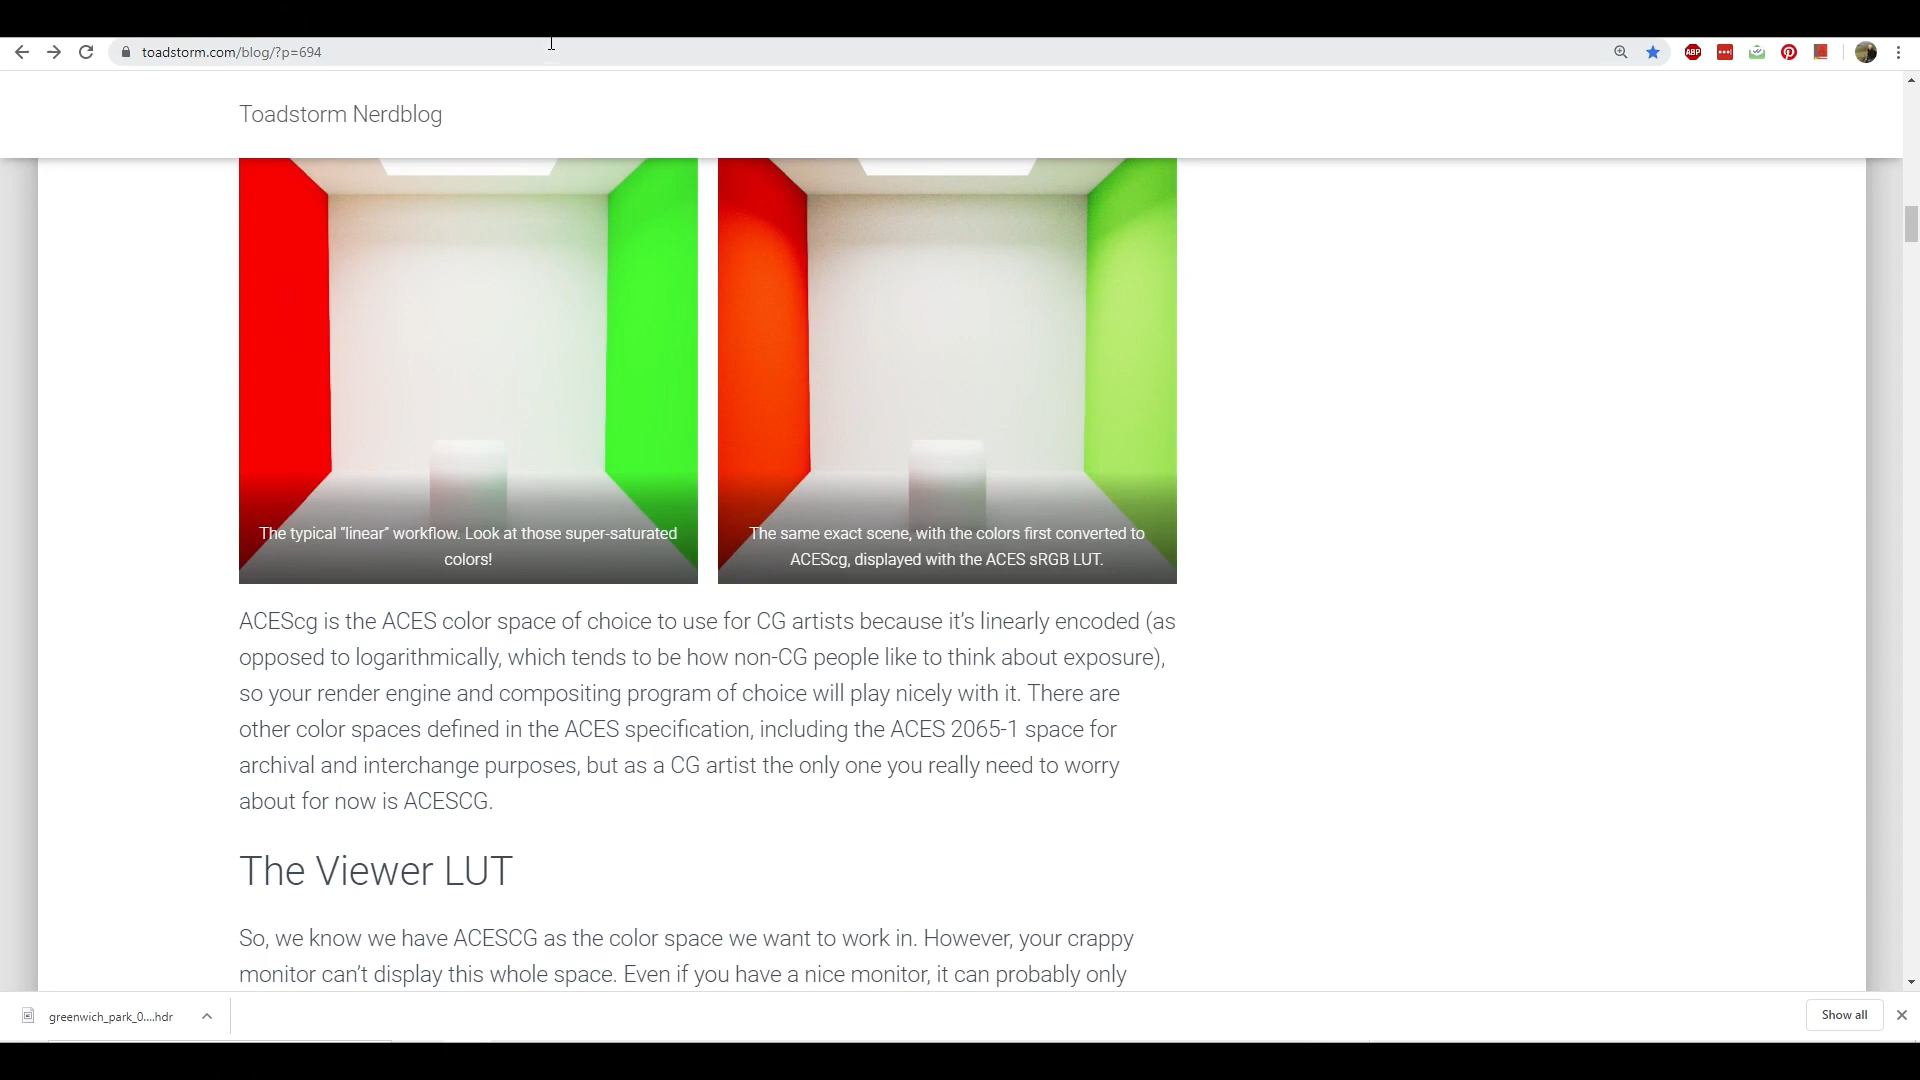 toadstorm.com/blog/?p=694
ABP
Toadstorm Nerdblog
The typical “linear” workflow. Look at those super-saturated
colors!
The same exact scene, with the colors first converted to
ACEScg, displayed with the ACES sRGB LUT.
ACEScg is the ACES color space of choice to use for CG artists because it’s linearly encoded (as
opposed to logarithmically, which tends to be how non-CG people like to think about exposure),
so your render engine and compositing program of choice will play nicely with it. There are
other color spaces defined in the ACES specification, including the ACES 2065-1 space for
archival and interchange purposes, but as a CG artist the only one you really need to worry
about for now is ACESCG.
The Viewer LUT
So, we know we have ACESCG as the color space we want to work in. However, your crappy
monitor can’t display this whole space. Even if you have a nice monitor, it can probably only
greenwich_park_0....hdr
Show all